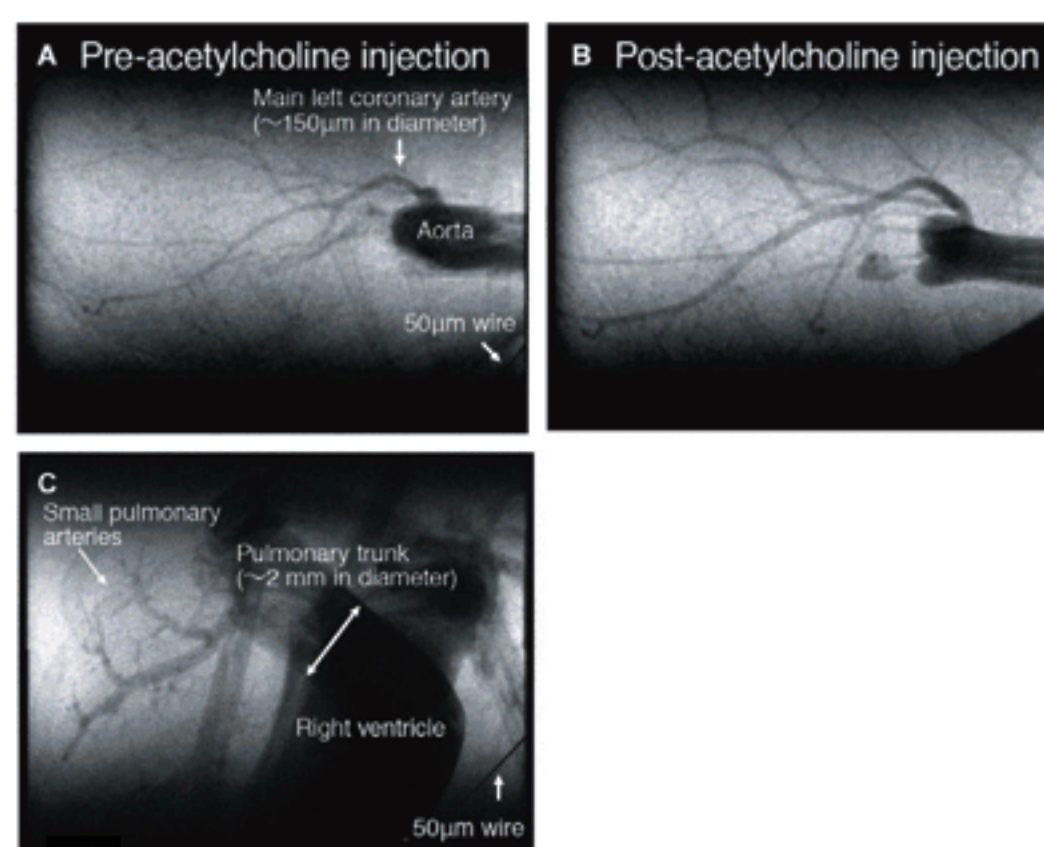 A Pre-acetylcholine injection
Main left coronary artery
(~150μm in diameter)
Aorta
50μm wire
B Post-acetylcholine injection
C
Small pulmonary
arteries
Pulmonary trunk
(~2 mm in diameter)
Right ventricle
50μm wire